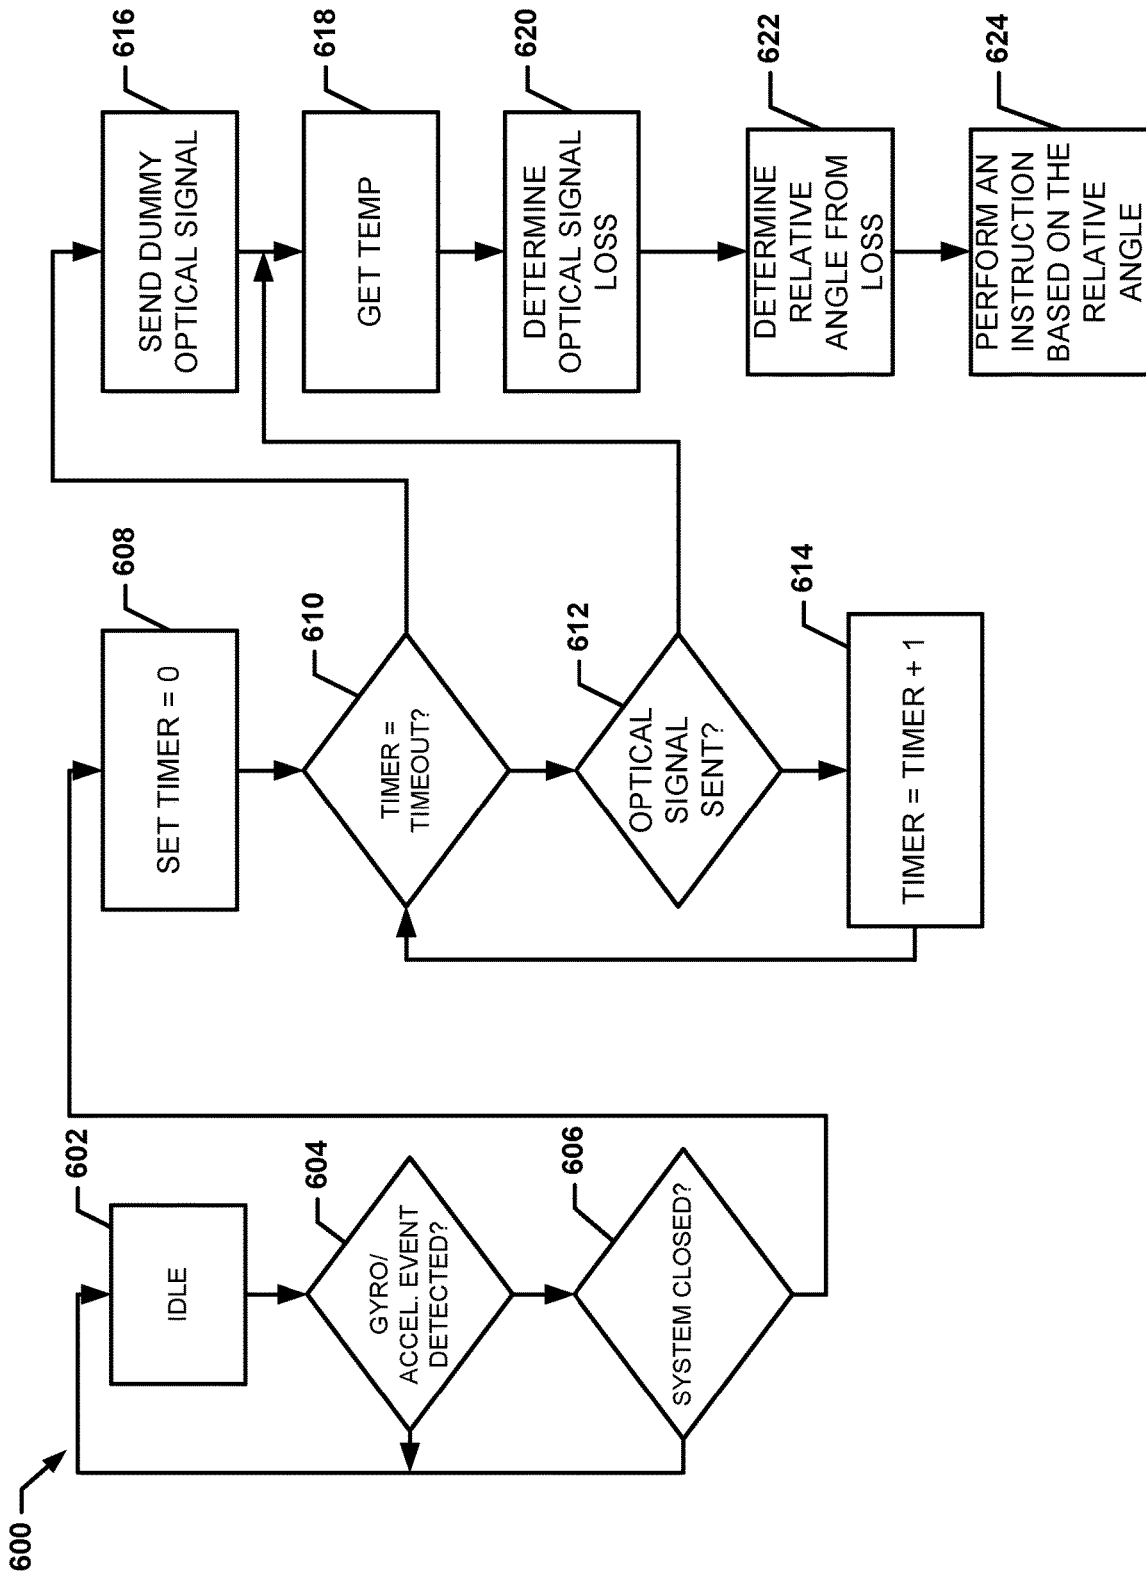 600
602
IDLE
604
GYRO/
ACCEL. EVENT
DETECTED?
606
SYSTEM CLOSED?
608
SET TIMER = 0
610
TIMER =
TIMEOUT?
612
OPTICAL
SIGNAL
SENT?
614
TIMER = TIMER + 1
616
SEND DUMMY
OPTICAL SIGNAL
618
GET TEMP
620
DETERMINE
OPTICAL SIGNAL
LOSS
622
DETERMINE
RELATIVE
ANGLE FROM
LOSS
624
PERFORM AN
INSTRUCTION
BASED ON THE
RELATIVE
ANGLE